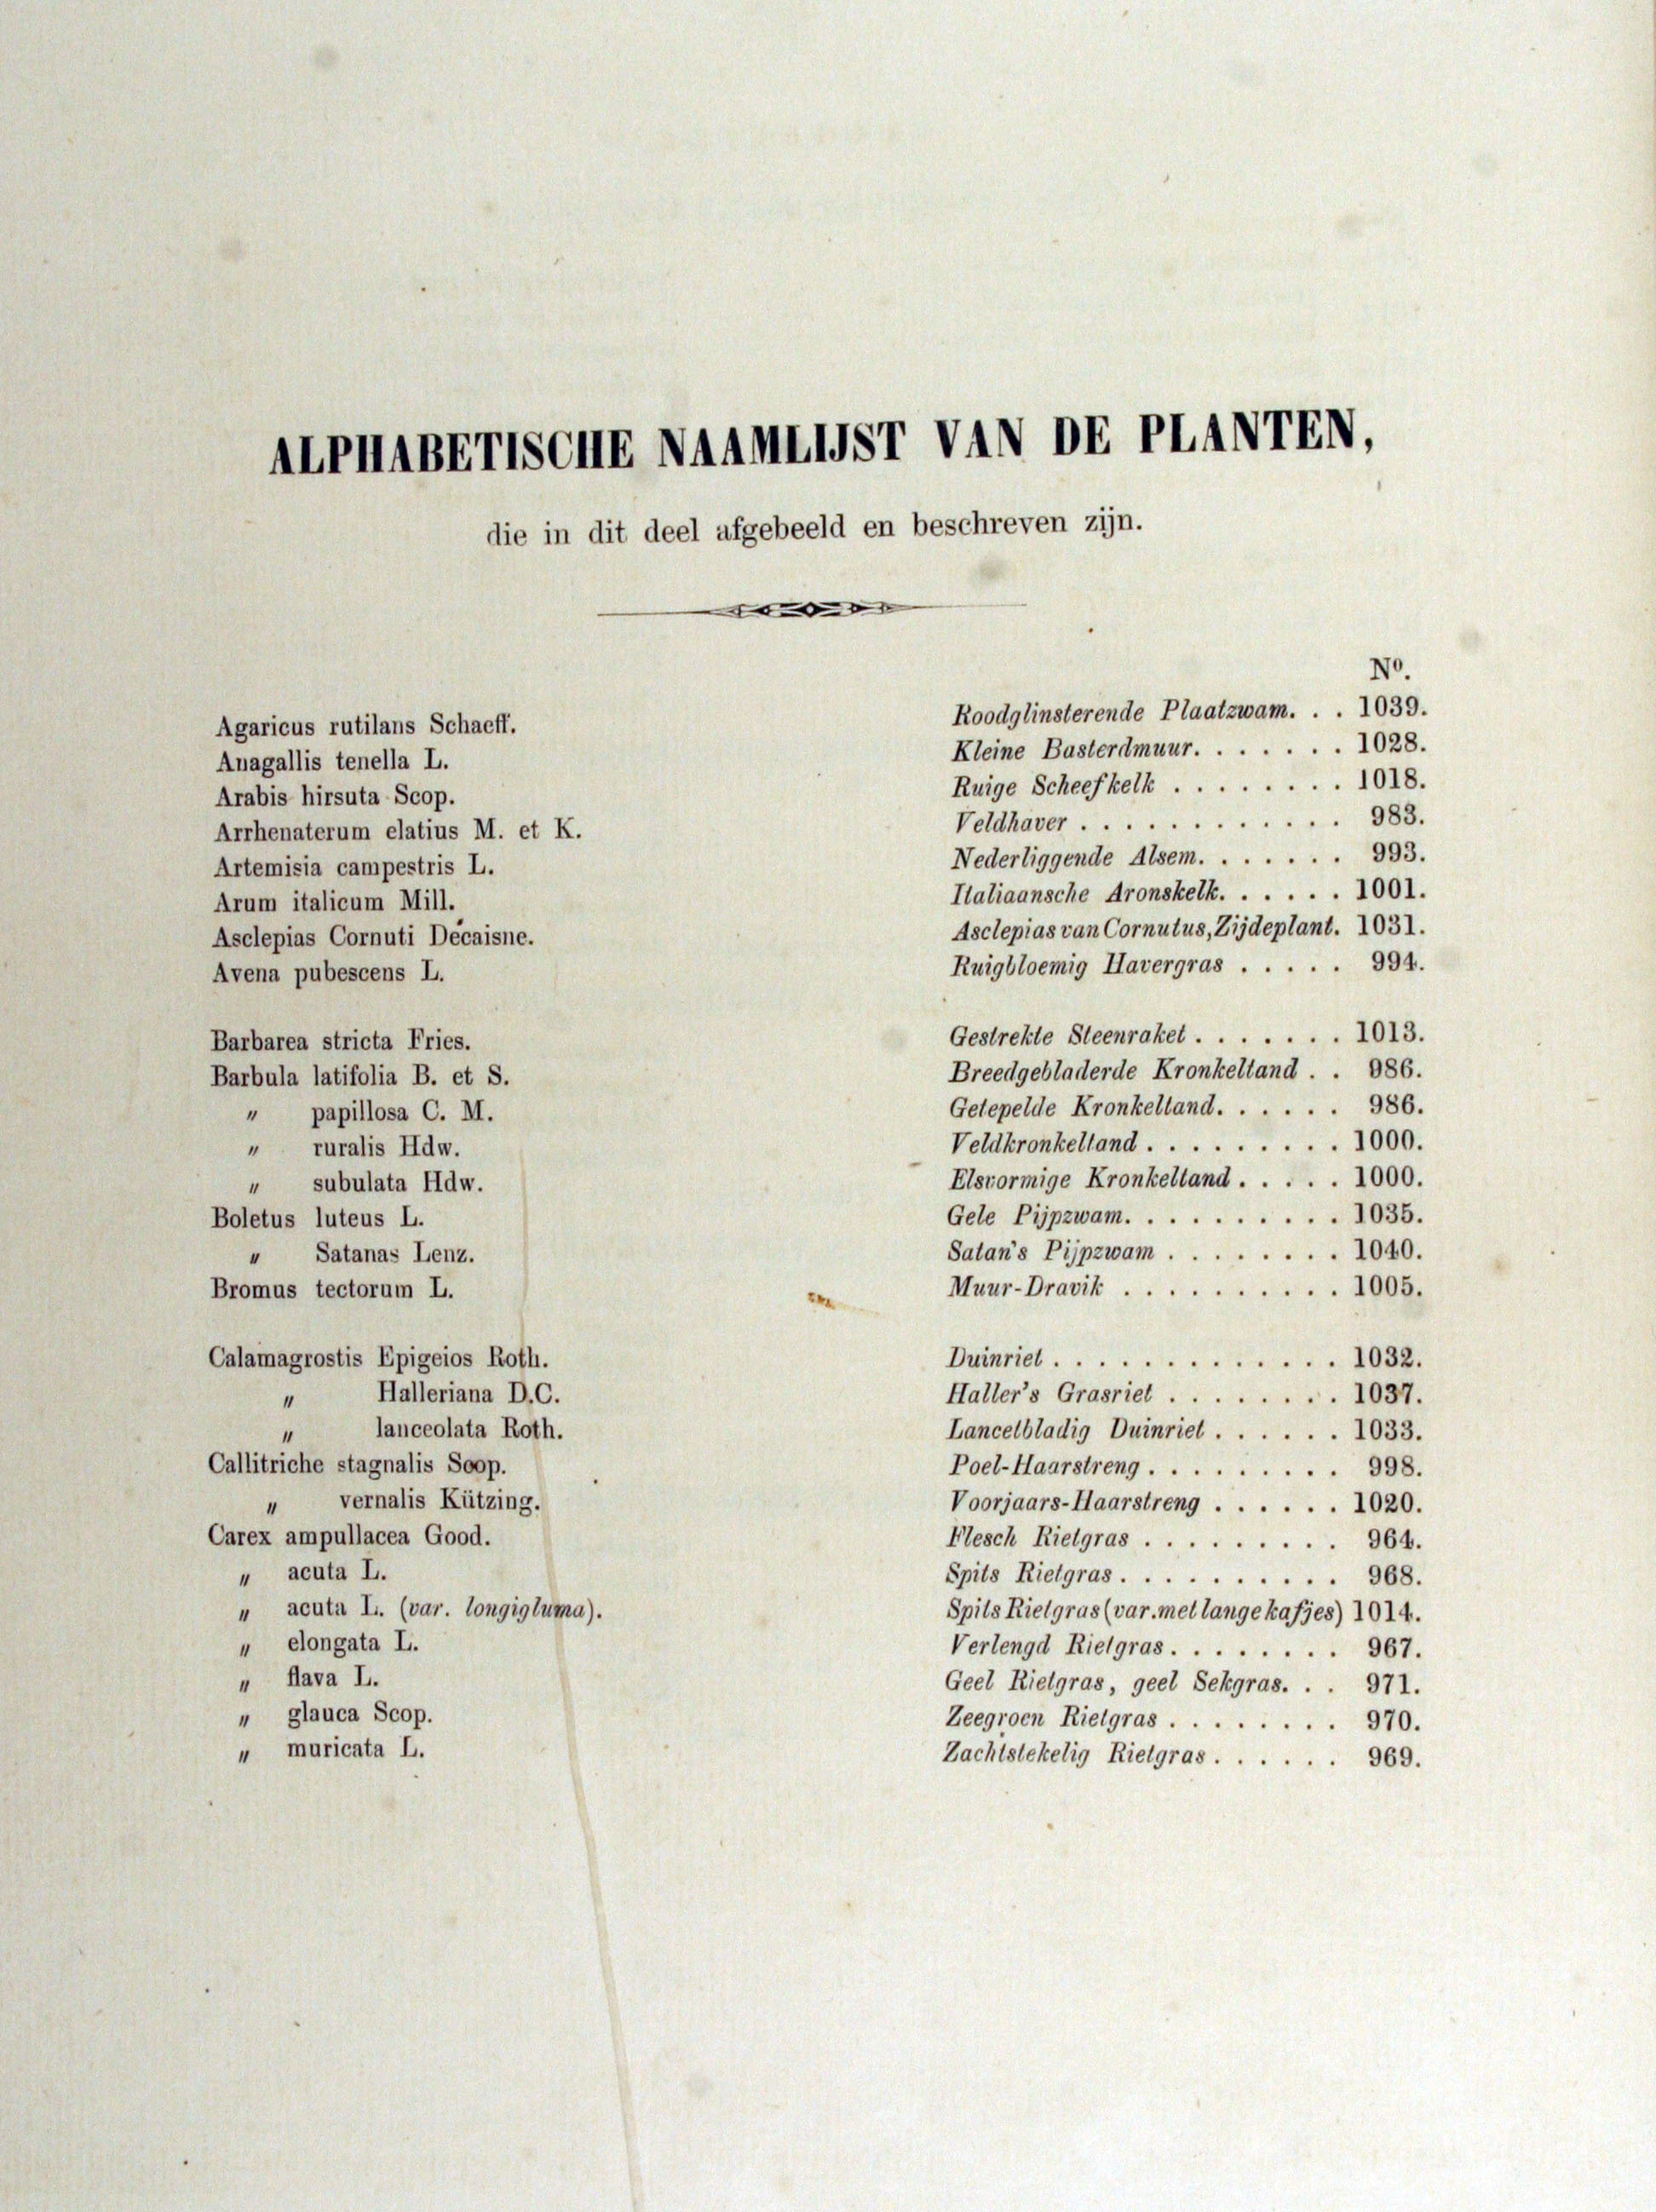 ALPHABETISCHE NAAMLIJST VAN DE PLANTEN,
die in dit deel afgebeeld en beschreven zijn.
No.
Agaricus rutilans Schaeff. Roodglinsterende Plaatzwam. . . 1039.
Anagallis tenella L. Kleine Basterdmuur. . . . . . . 1028.
Arabis hirsuta Scop. Ruige Scheefkelk . . . . . . . . 1018.
Arrhenaterum elatius M. et K. Veldhaver . . . . . . . . . . . . 983.
Artemisia campestris L. Nederliggende Alsem. . . . . . . 993.
Arum italicum Mill. Italiaansche Aronskelk. . . . . . 1001.
Asclepias Cornuti Décaisne. Asclepias van Cornutus, Zijdeplant. 1031.
Avena pubescens L. Ruigbloemig Havergras . . . . . 994.
Barbarea stricta Fries. Gestrekte Steenraket . . . . . . . 1013.
Barbula latifolia B. et S. Breedgebladerde Kronkeltand . . 986.
" papillosa C. M. Getepelde Kronkeltand. . . . . . 986.
" ruralis Hdw. Veldkronkeltand . . . . . . . . . 1000.
" subulata Hdw. Elsvormige Kronkeltand . . . . . 1000.
Boletus luteus L. Gele Pijpzwam. . . . . . . . . . 1035.
" Satanas Lenz. Satan's Pijpzwam . . . . . . . . 1040.
Bromus tectorum L. Muur-Dravik . . . . . . . . . . 1005.
Calamagrostis Epigeios Roth. Duinriet . . . . . . . . . . . . . 1032.
" Halleriana D.C. Haller's Grasriet . . . . . . . . 1037.
" lanceolata Roth. Lancetbladig Duinriet . . . . . . 1033.
Callitriche stagnalis Scop. Poel-Haarstreng . . . . . . . . . 998.
" vernalis Kützing. Voorjaars-Haarstreng . . . . . . 1020.
Carex ampullacea Good. Flesch Rietgras . . . . . . . . . 964.
" acuta L. Spits Rietgras. . . . . . . . . . 968.
" acuta L. (var. longigluma). Spits Rietgras (var. met lange kafjes) 1014.
" elongata L. Verlengd Rietgras. . . . . . . . 967.
" flava L. Geel Rietgras, geel Sekgras. . . 971.
" glauca Scop. Zeegroen Rietgras . . . . . . . . 970.
" muricata L. Zachtstekelig Rietgras . . . . . . 969.